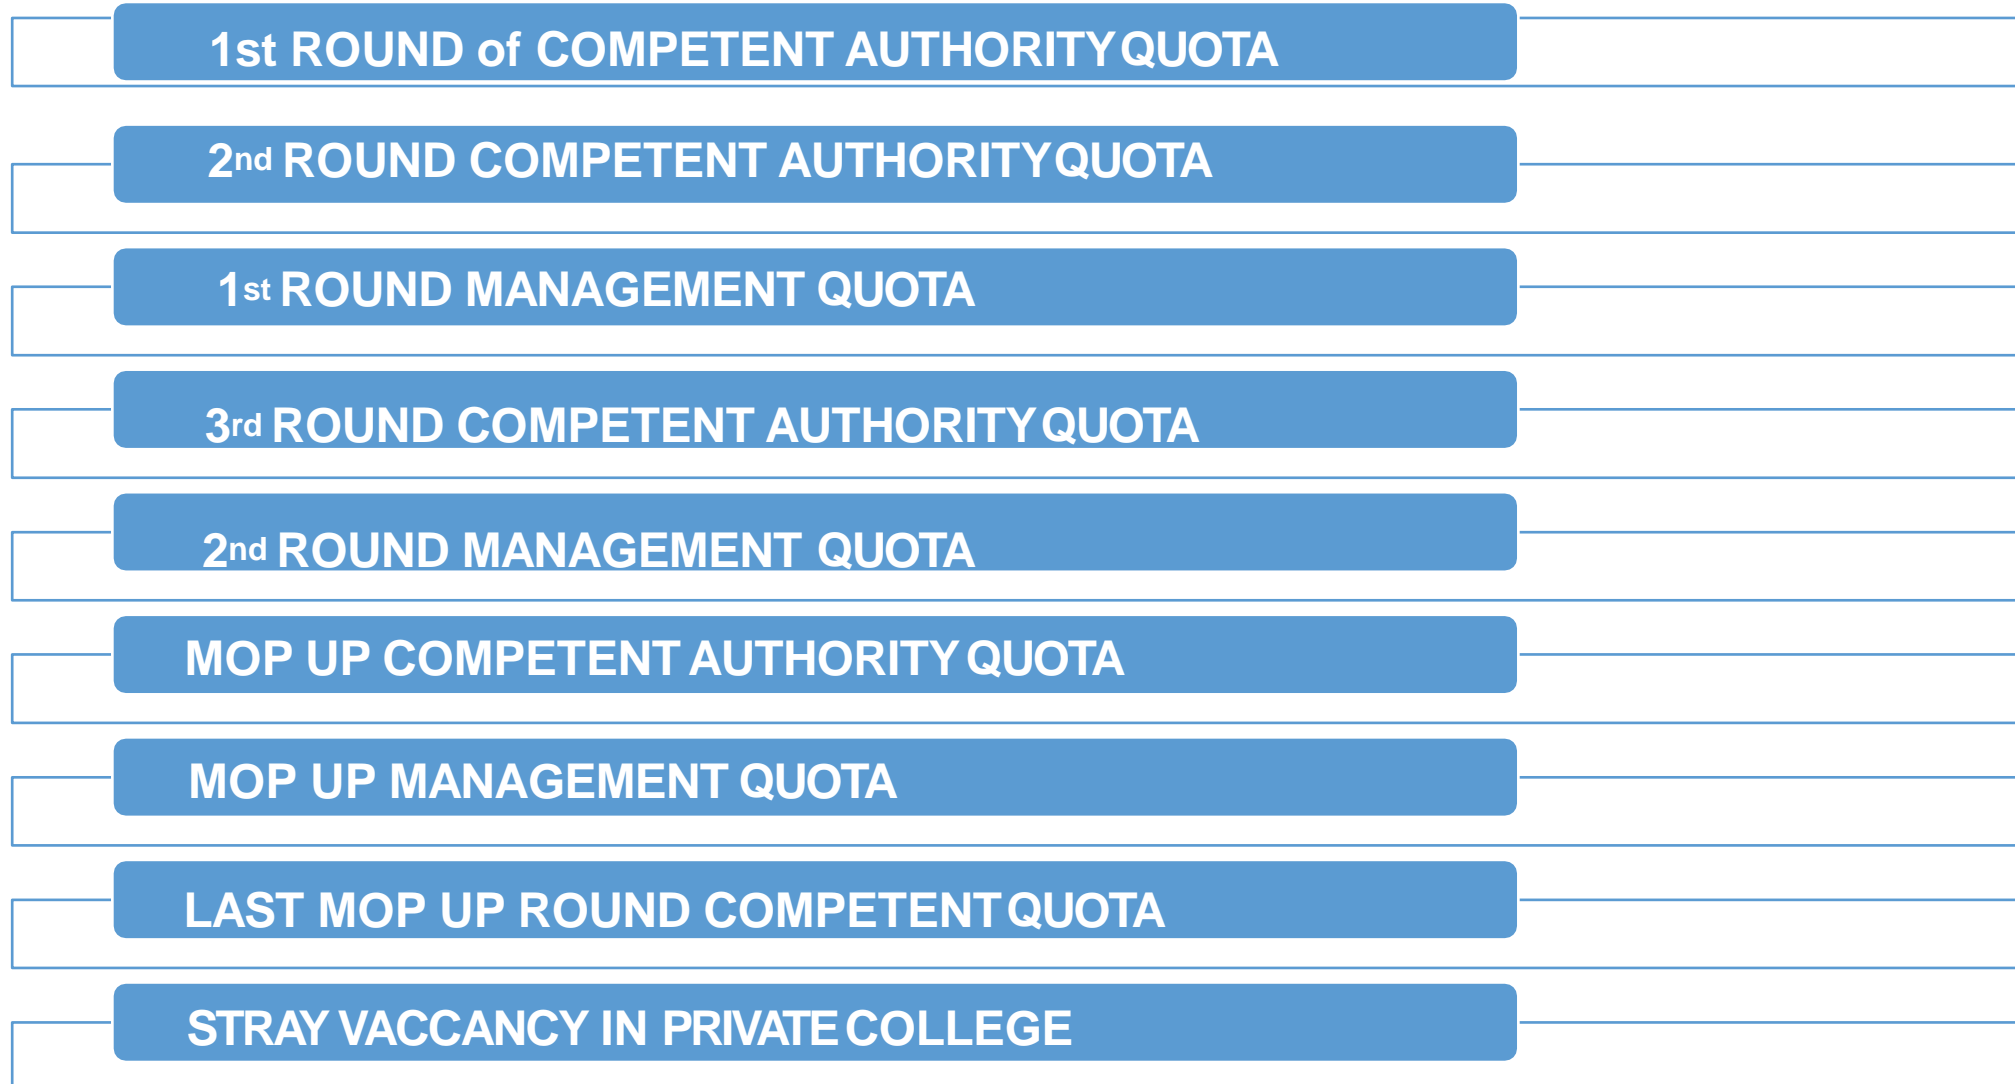 1st ROUND of COMPETENT AUTHORITY QUOTA
2nd ROUND COMPETENT AUTHORITY QUOTA
1st ROUND MANAGEMENT QUOTA
3rd ROUND COMPETENT AUTHORITY QUOTA
2nd ROUND MANAGEMENT QUOTA
MOP UP COMPETENT AUTHORITY QUOTA
MOP UP MANAGEMENT QUOTA
LAST MOP UP ROUND COMPETENT QUOTA
STRAY VACCANCY IN PRIVATE COLLEGE